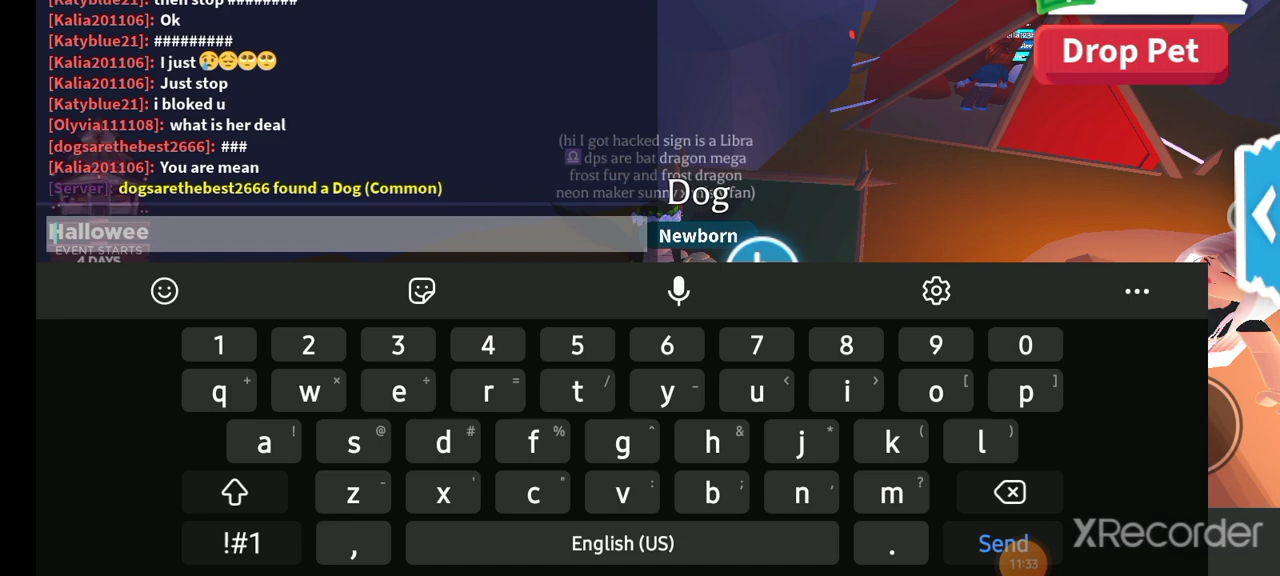 [Katyblue21]: then stop ########
[Kalia201106]: Ok
[Katyblue21]: #########
[Kalia201106]: I just 😢😔🥺🥺
[Kalia201106]: Just stop
[Katyblue21]: i bloked u
[Olyvia111108]: what is her deal
[dogsarethebest2666]: ###
[Kalia201106]: You are mean
[Server]: dogsarethebest2666 found a Dog (Common)
Hallowee
EVENT STARTS
4 DAYS
(hi I got hacked sign is a Libra
♎ dps are bat dragon mega
frost fury and frost dragon
neon maker sunny fan)
Dog
Newborn
Drop Pet
1 2 3 4 5 6 7 8 9 0
q + w × e ÷ r = t / y _ u < i > o [ p ]
a ! s @ d # f % g ^ h & j * k ( l )
z - x ' c " v : b ; n , m ?
!#1 , English (US) . Send
11:33
XRecorder